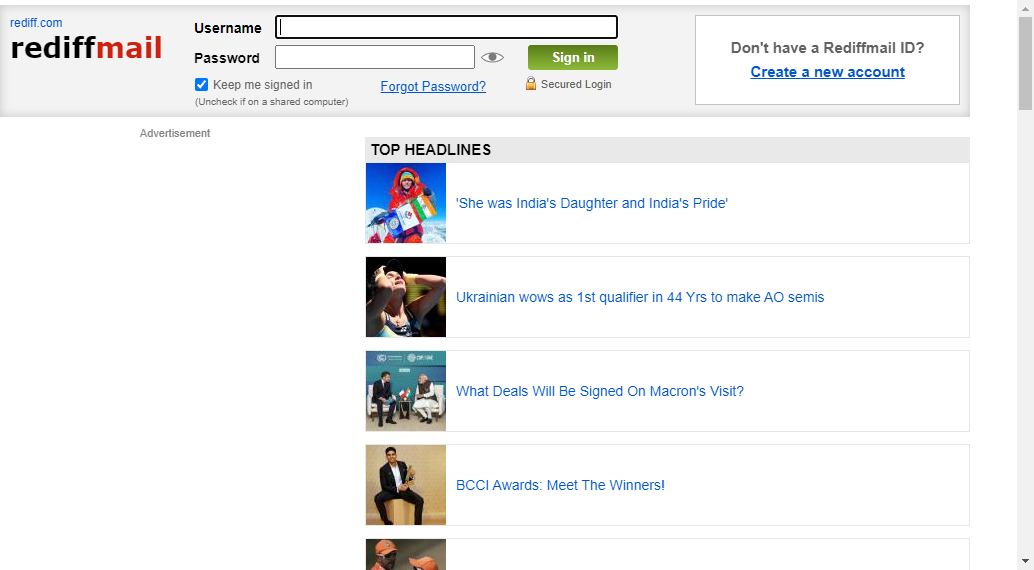 rediff.com
rediffmail
Username
Password
Sign in
Keep me signed in
(Uncheck if on a shared computer)
Forgot Password?
Secured Login
Don't have a Rediffmail ID?
Create a new account
Advertisement
TOP HEADLINES
'She was India's Daughter and India's Pride'
Ukrainian wows as 1st qualifier in 44 Yrs to make AO semis
What Deals Will Be Signed On Macron's Visit?
BCCI Awards: Meet The Winners!